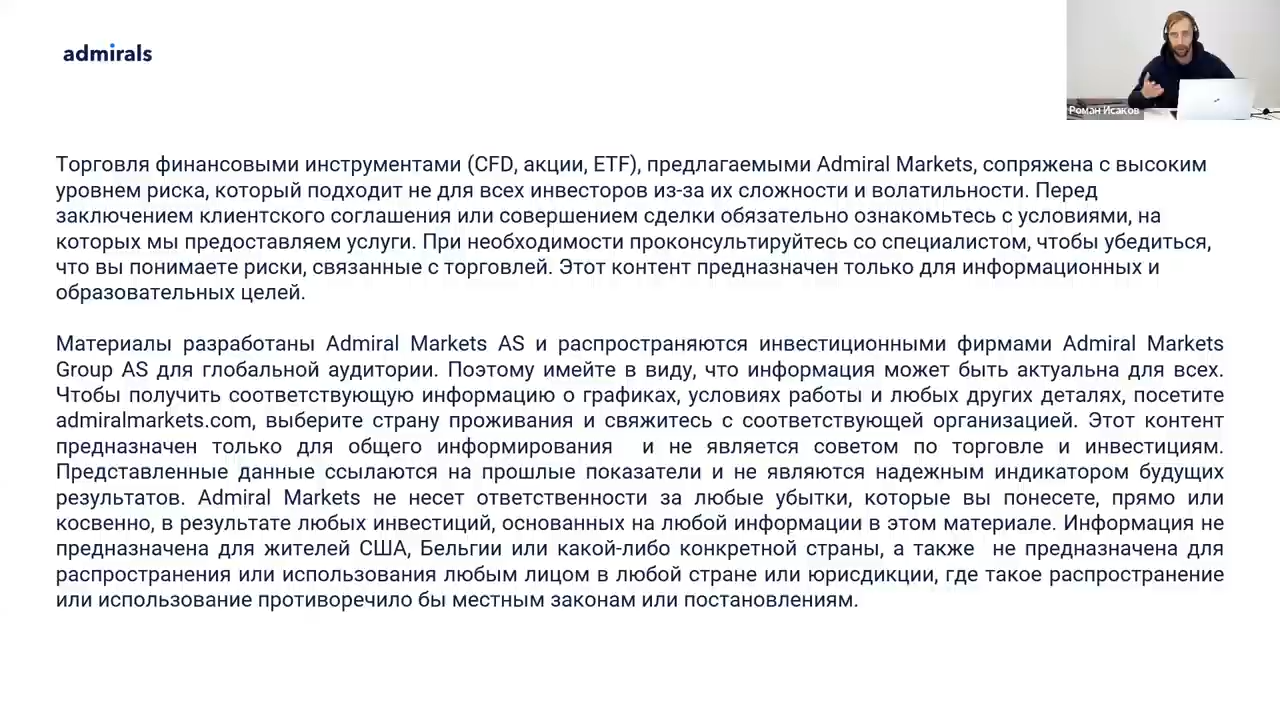 admirals
Роман Исаков
Торговля финансовыми инструментами (CFD, акции, ETF), предлагаемыми Admiral Markets, сопряжена с высоким
уровнем риска, который подходит не для всех инвесторов из-за их сложности и волатильности. Перед
заключением клиентского соглашения или совершением сделки обязательно ознакомьтесь с условиями, на
которых мы предоставляем услуги. При необходимости проконсультируйтесь со специалистом, чтобы убедиться,
что вы понимаете риски, связанные с торговлей. Этот контент предназначен только для информационных и
образовательных целей.
Материалы разработаны Admiral Markets AS и распространяются инвестиционными фирмами Admiral Markets
Group AS для глобальной аудитории. Поэтому имейте в виду, что информация может быть актуальна для всех.
Чтобы получить соответствующую информацию о графиках, условиях работы и любых других деталях, посетите
admiralmarkets.com, выберите страну проживания и свяжитесь с соответствующей организацией. Этот контент
предназначен только для общего информирования и не является советом по торговле и инвестициям.
Представленные данные ссылаются на прошлые показатели и не являются надежным индикатором будущих
результатов. Admiral Markets не несет ответственности за любые убытки, которые вы понесете, прямо или
косвенно, в результате любых инвестиций, основанных на любой информации в этом материале. Информация не
предназначена для жителей США, Бельгии или какой-либо конкретной страны, а также не предназначена для
распространения или использования любым лицом в любой стране или юрисдикции, где такое распространение
или использование противоречило бы местным законам или постановлениям.